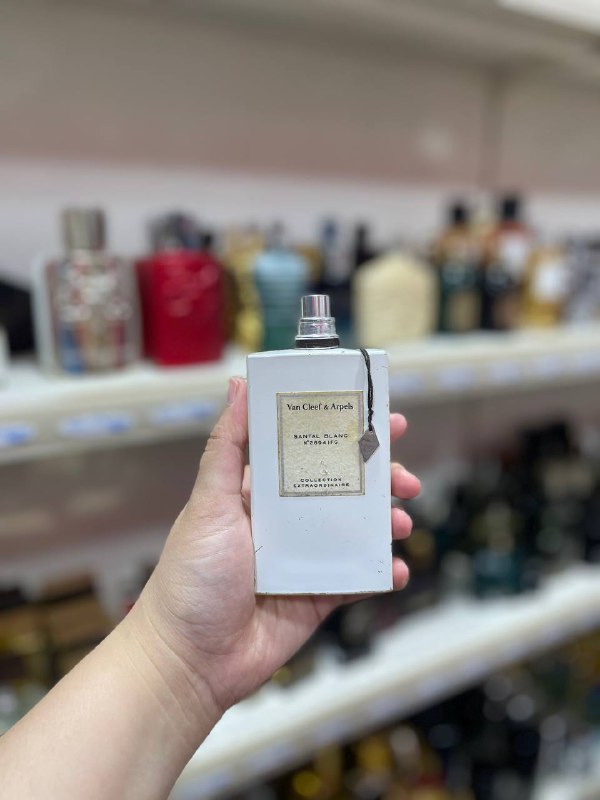 Van Cleef & Arpels
SANTAL BLANC
COLLECTION
EXTRAORDINAIRE